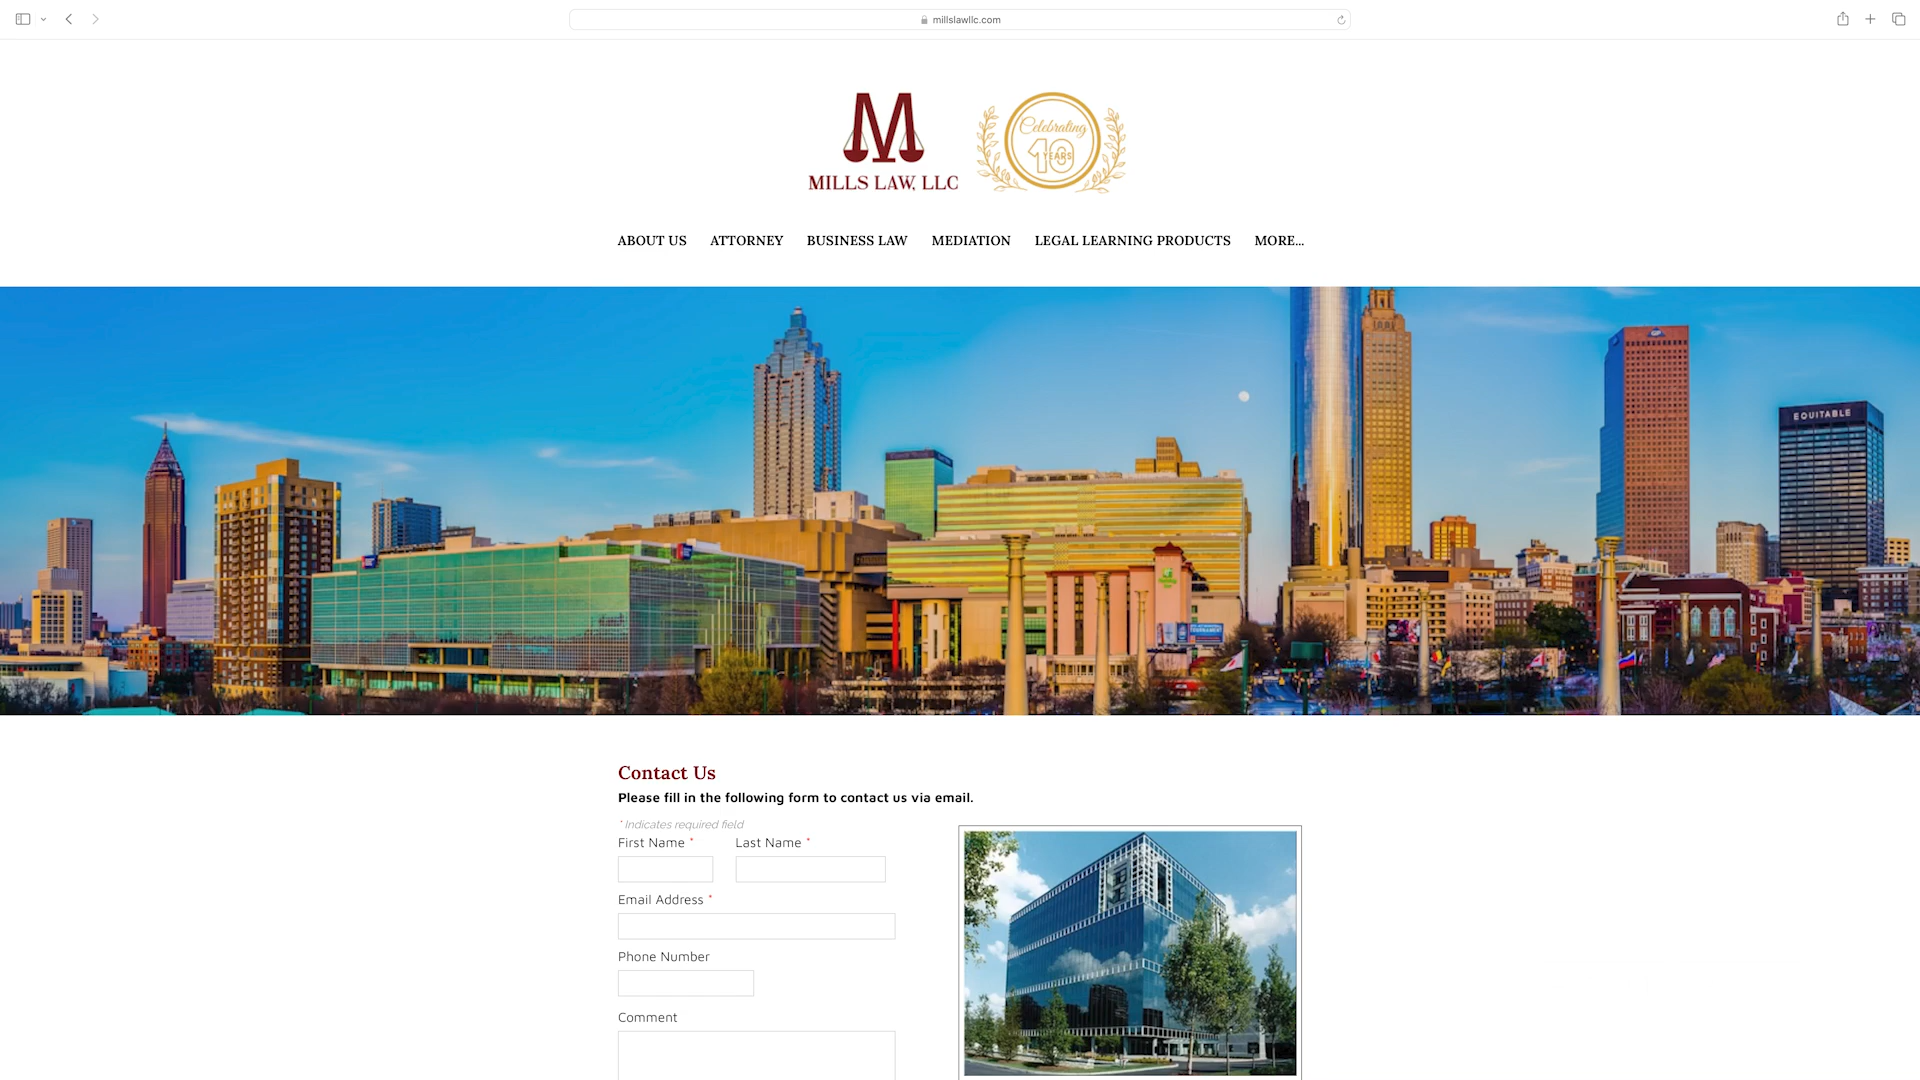 millslawllc.com
MILLS LAW, LLC
Celebrating
10
YEARS
ABOUT US ATTORNEY BUSINESS LAW MEDIATION LEGAL LEARNING PRODUCTS MORE...
EQUITABLE
Contact Us
Please fill in the following form to contact us via email.
* Indicates required field
First Name * Last Name *
Email Address *
Phone Number
Comment